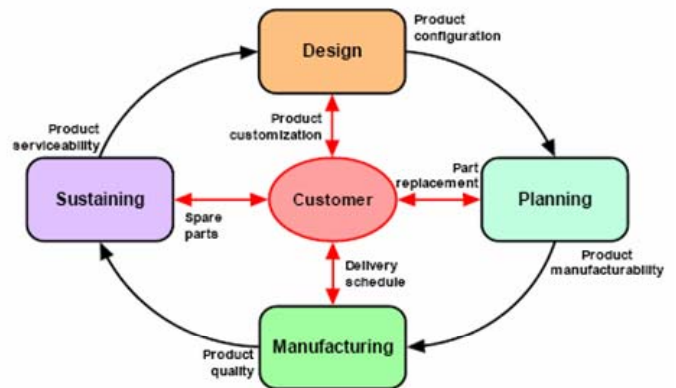 Product
configuration
Design
Product
customization
Product
serviceability
Part
replacement
Sustaining
Customer
Planning
Spare
parts
Delivery
schedule
Product
manufacturability
Manufacturing
Product
quality